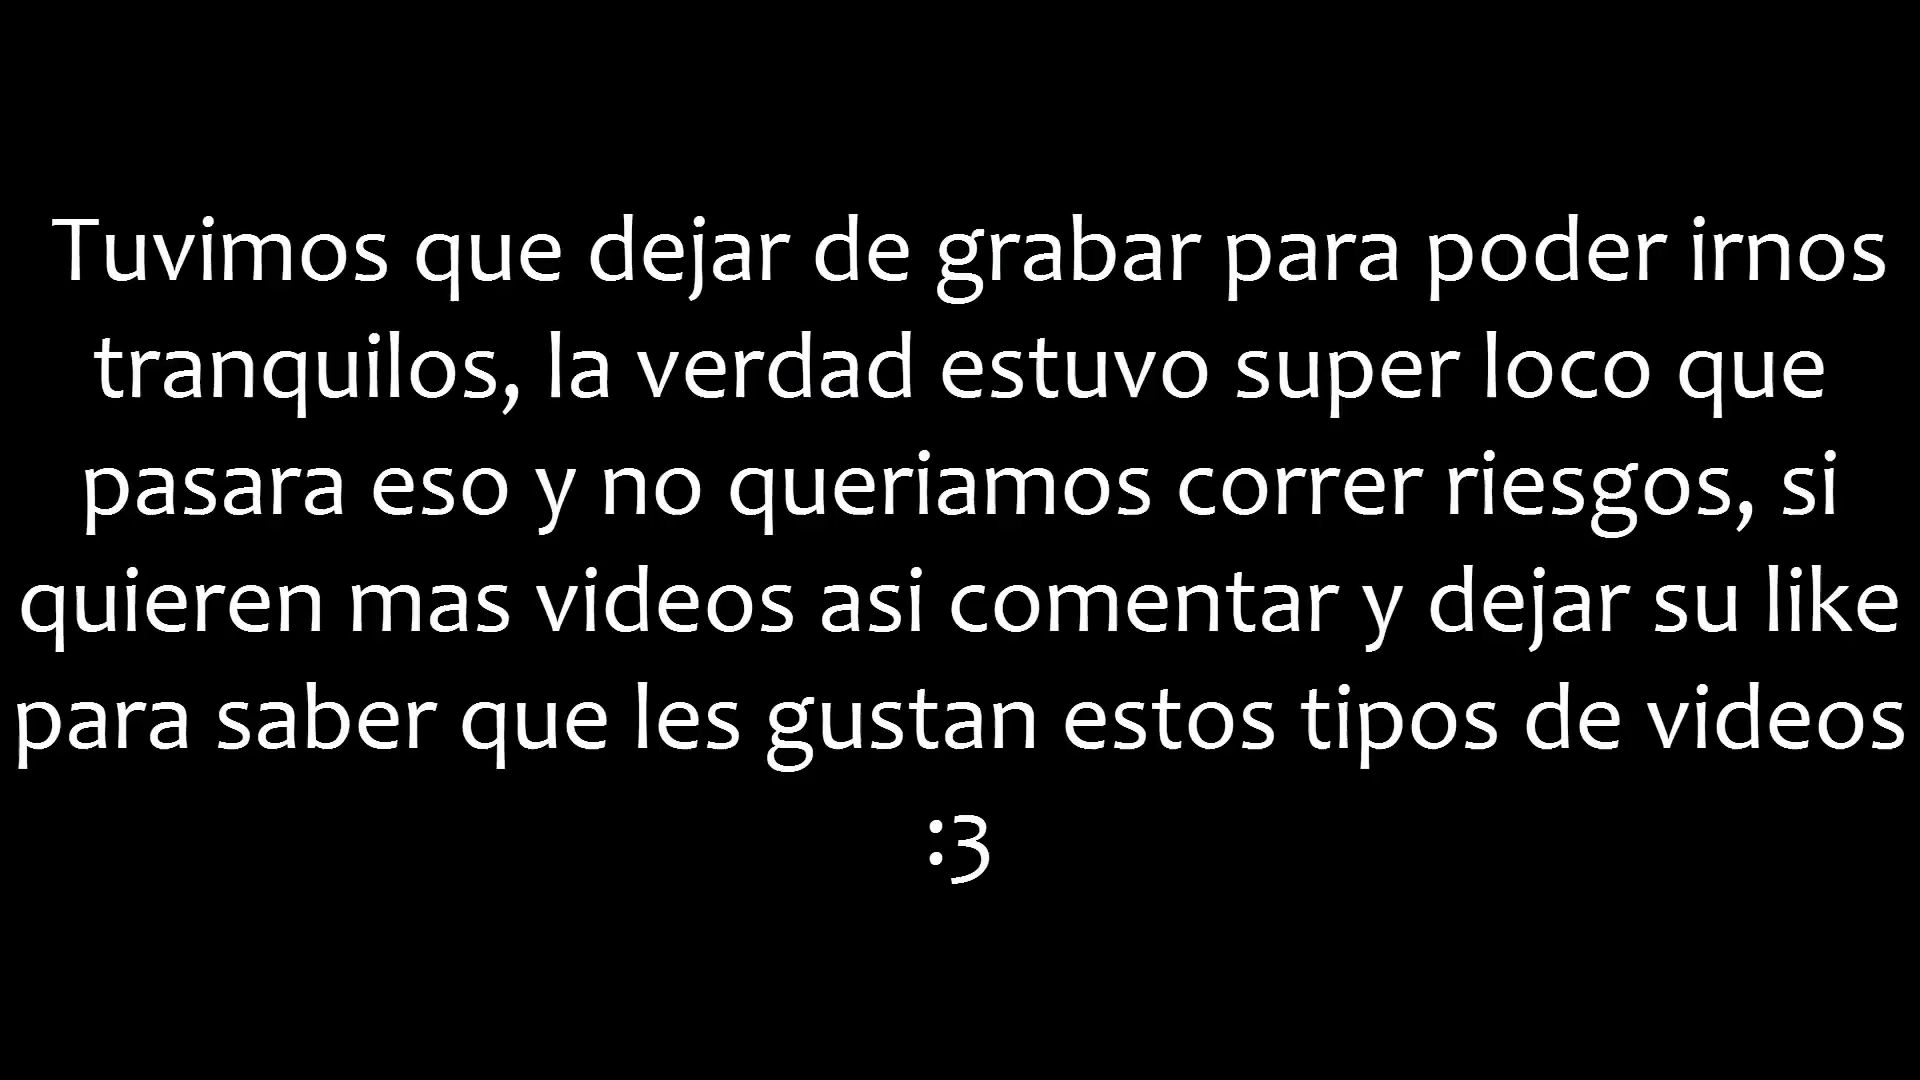 Tuvimos que dejar de grabar para poder irnos
tranquilos, la verdad estuvo super loco que
pasara eso y no queriamos correr riesgos, si
quieren mas videos asi comentar y dejar su like
para saber que les gustan estos tipos de videos
:3